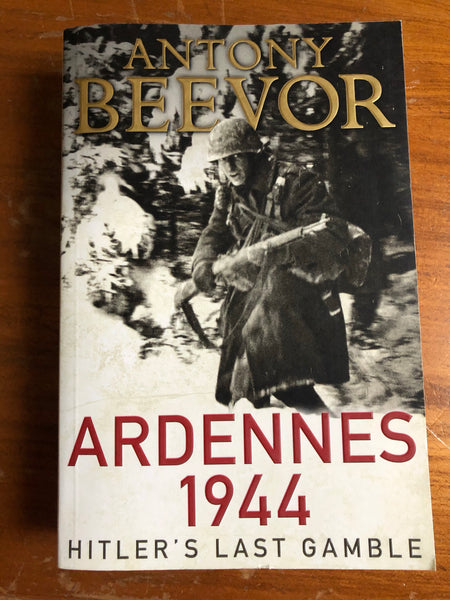 ANTONY
BEEVOR
ARDENNES
1944
HITLER'S LAST GAMBLE